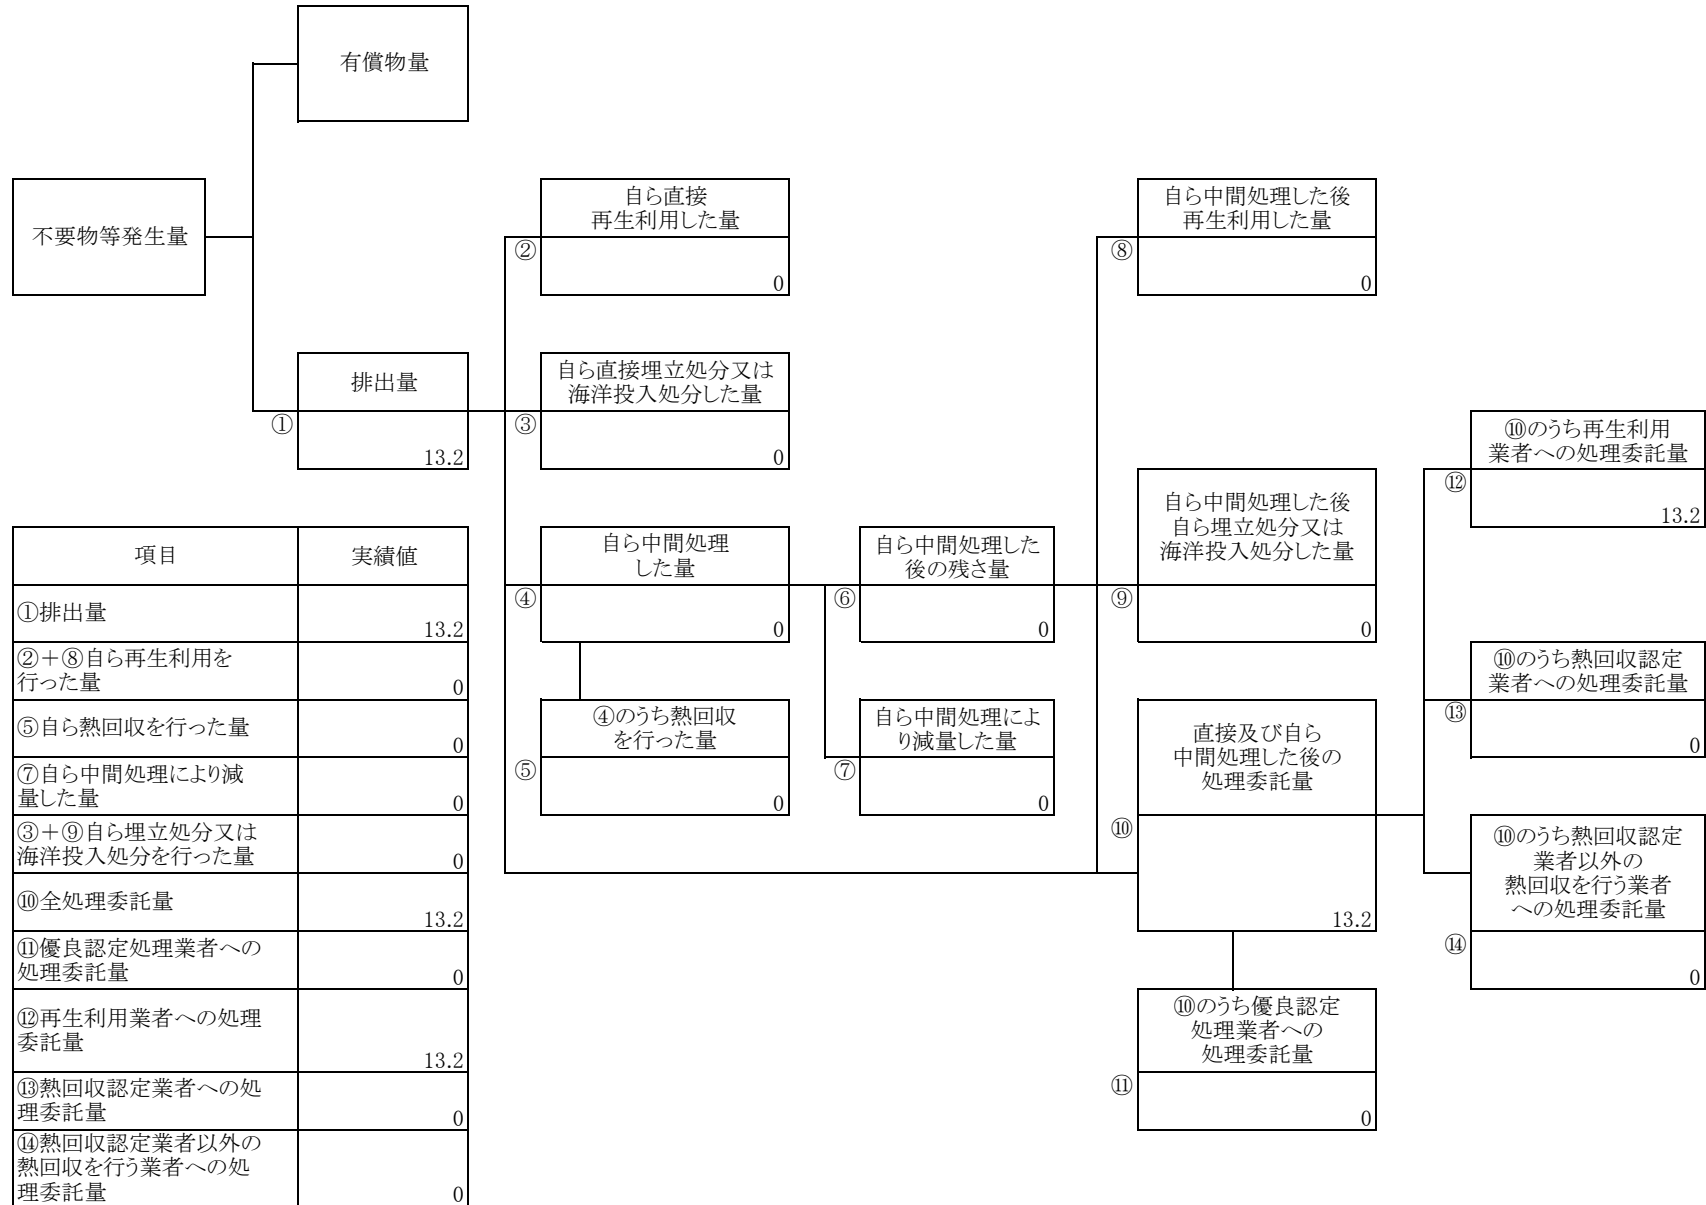 有償物量
不要物等発生量
自ら直接
再生利用した量
②
0
自ら中間処理した後
再生利用した量
⑧
0
排出量
①
13.2
自ら直接埋立処分又は
海洋投入処分した量
③
0
⑩のうち再生利用
業者への処理委託量
⑫
13.2
自ら中間処理
した量
④
0
自ら中間処理した
後の残さ量
⑥
0
自ら中間処理した後
自ら埋立処分又は
海洋投入処分した量
⑨
0
⑩のうち熱回収認定
業者への処理委託量
⑬
0
④のうち熱回収
を行った量
⑤
0
自ら中間処理によ
り減量した量
⑦
0
直接及び自ら
中間処理した後の
処理委託量
⑩
13.2
⑩のうち熱回収認定
業者以外の
熱回収を行う業者
への処理委託量
⑭
0
⑩のうち優良認定
処理業者への
処理委託量
⑪
0
項目 実績値
①排出量
13.2
②+⑧自ら再生利用を
行った量
0
⑤自ら熱回収を行った量
0
⑦自ら中間処理により減
量した量
0
③+⑨自ら埋立処分又は
海洋投入処分を行った量
0
⑩全処理委託量
13.2
⑪優良認定処理業者への
処理委託量
0
⑫再生利用業者への処理
委託量
13.2
⑬熱回収認定業者への処
理委託量
0
⑭熱回収認定業者以外の
熱回収を行う業者への処
理委託量
0